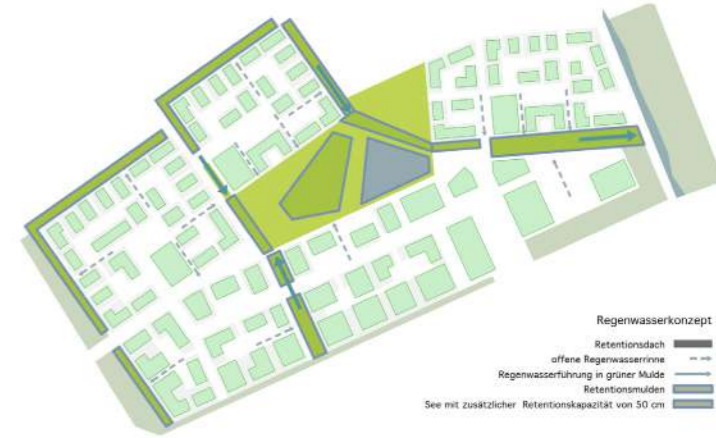 Regenwasserkonzept
Retentionsdach
offene Regenwasserrinne
Regenwasserführung in grüner Mulde
Retentionsmulden
See mit zusätzlicher Retentionskapazität von 50 cm